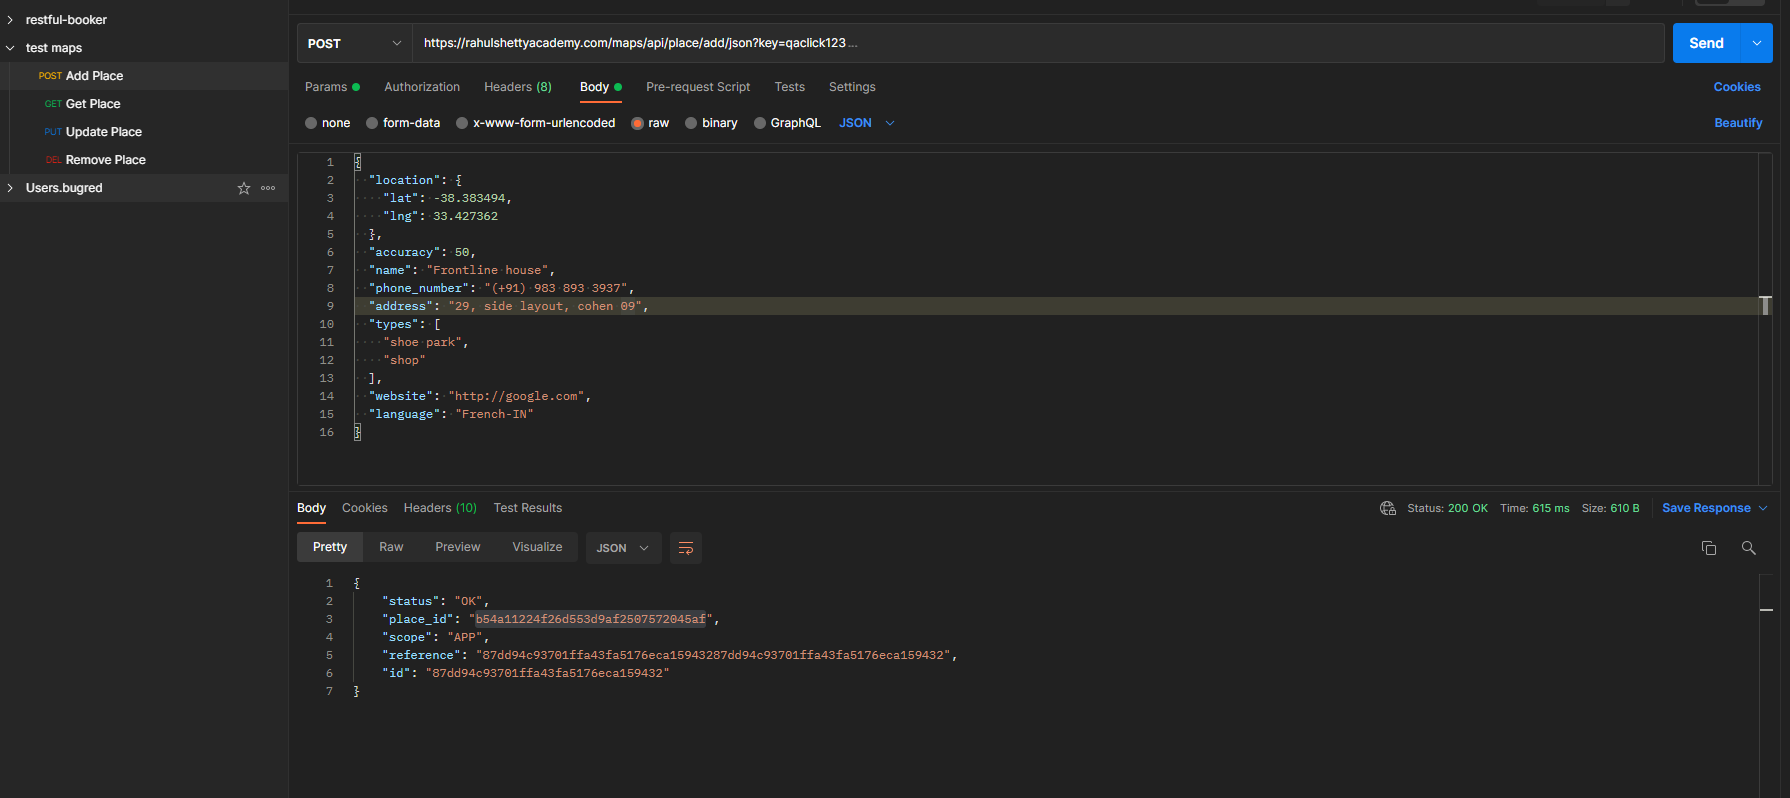 restful-booker
test maps
POST Add Place
GET Get Place
PUT Update Place
DEL Remove Place
Users.bugred
POST https://rahulshettyacademy.com/maps/api/place/add/json?key=qaclick123 ... Send
Params Authorization Headers (8) Body Pre-request Script Tests Settings Cookies
none form-data x-www-form-urlencoded raw binary GraphQL JSON Beautify
1 {
2 "location": {
3 "lat": -38.383494,
4 "lng": 33.427362
5 },
6 "accuracy": 50,
7 "name": "Frontline house",
8 "phone_number": "(+91) 983 893 3937",
9 "address": "29, side layout, cohen 09",
10 "types": [
11 "shoe park",
12 "shop"
13 ],
14 "website": "http://google.com",
15 "language": "French-IN"
16 }
Body Cookies Headers (10) Test Results Status: 200 OK Time: 615 ms Size: 610 B Save Response
Pretty Raw Preview Visualize JSON
1 {
2 "status": "OK",
3 "place_id": "b54a11224f26d553d9af2507572045af",
4 "scope": "APP",
5 "reference": "87dd94c93701ffa43fa5176eca15943287dd94c93701ffa43fa5176eca159432",
6 "id": "87dd94c93701ffa43fa5176eca159432"
7 }